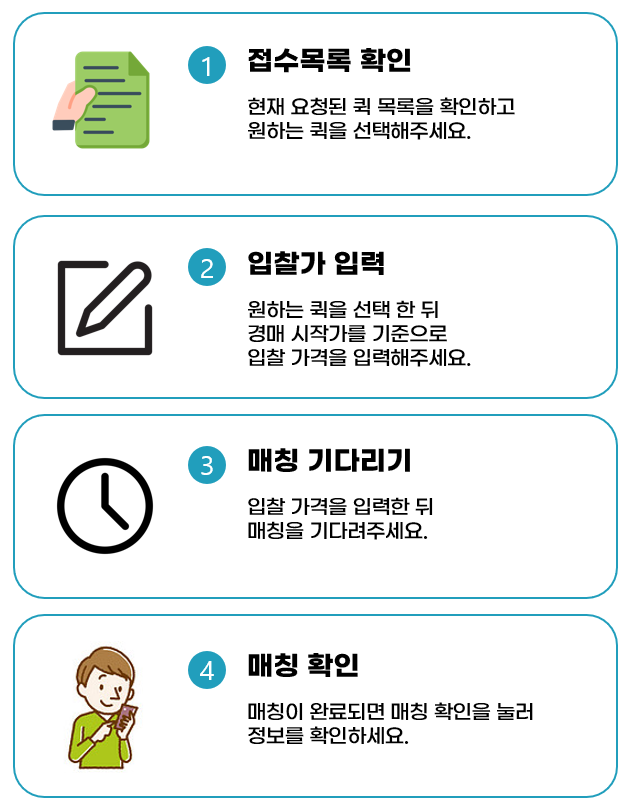 1
접수목록 확인
현재 요청된 퀵 목록을 확인하고
원하는 퀵을 선택해주세요.
2
입찰가 입력
원하는 퀵을 선택 한 뒤
경매 시작가를 기준으로
입찰 가격을 입력해주세요.
3
매칭 기다리기
입찰 가격을 입력한 뒤
매칭을 기다려주세요.
4
매칭 확인
매칭이 완료되면 매칭 확인을 눌러
정보를 확인하세요.